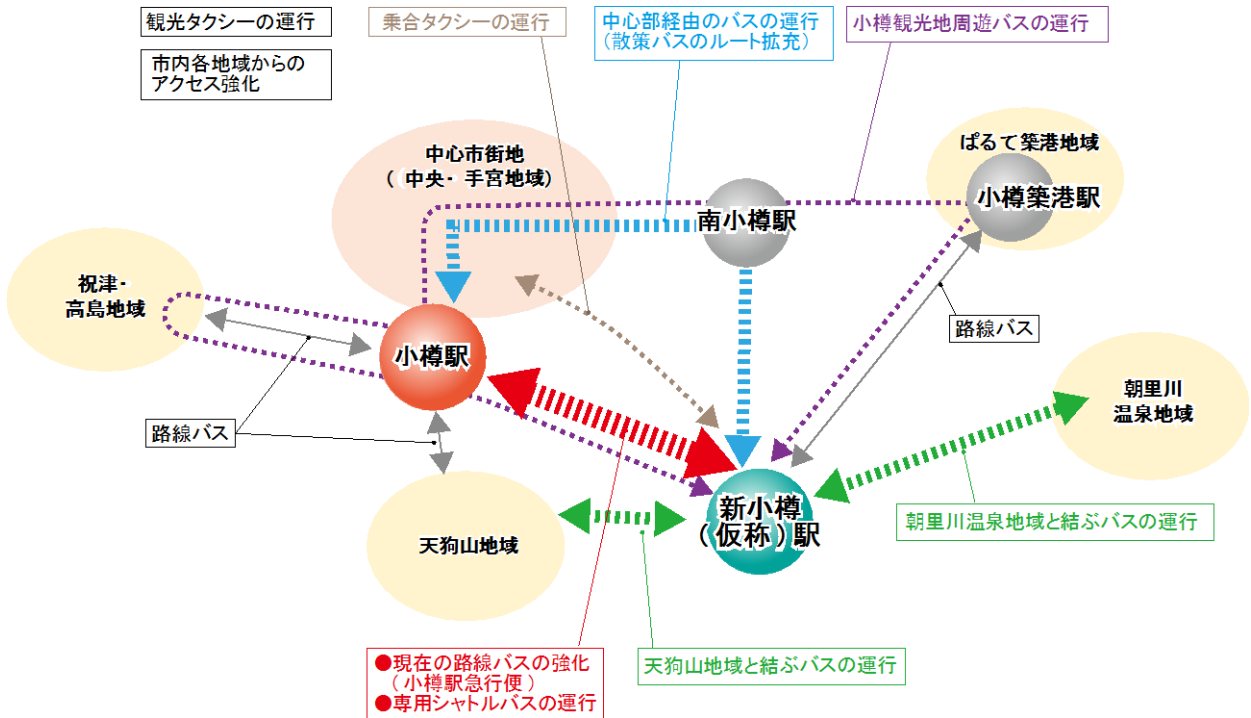 観光タクシーの運行
乗合タクシーの運行
中心部経由のバスの運行
(散策バスのルート拡充)
小樽観光地周遊バスの運行
市内各地域からの
アクセス強化
中心市街地
(中央・手宮地域)
ぱるて築港地域
小樽築港駅
南小樽駅
祝津・
高島地域
小樽駅
路線バス
朝里川
温泉地域
路線バス
新小樽
(仮称)駅
天狗山地域
朝里川温泉地域と結ぶバスの運行
●現在の路線バスの強化
(小樽駅急行便)
●専用シャトルバスの運行
天狗山地域と結ぶバスの運行